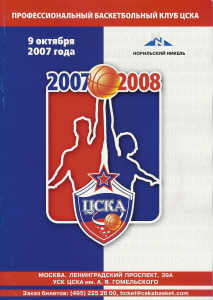 ПРОФЕССИОНАЛЬНЫЙ БАСКЕТБОЛЬНЫЙ КЛУБ ЦСКА
9 октября
2007 года
НОРИЛЬСКИЙ НИКЕЛЬ
2007 2008
ЦСКА
МОСКВА. ЛЕНИНГРАДСКИЙ ПРОСПЕКТ, 39А
УСК ЦСКА им. А. Я. ГОМЕЛЬСКОГО
Заказ билетов: (495) 225 26 00, ticket@cskabasket.com